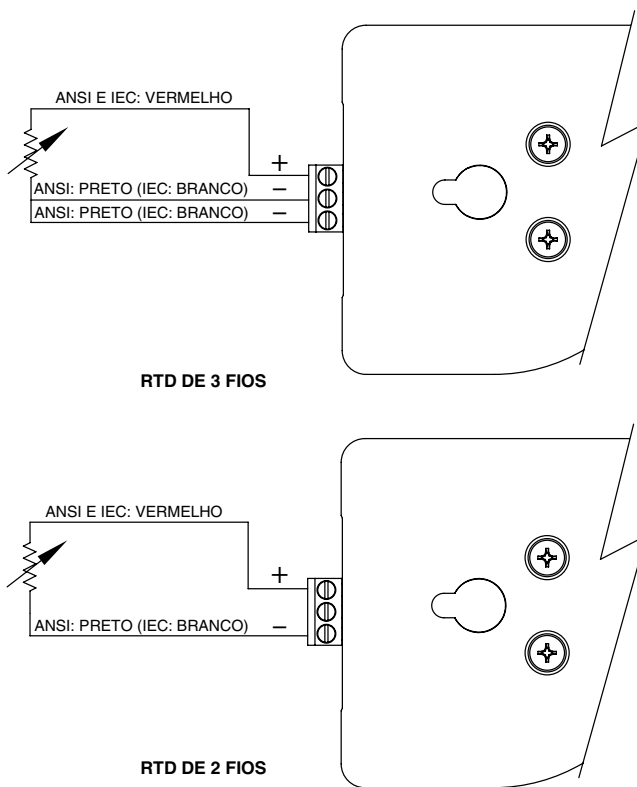 ANSI E IEC: VERMELHO
+
ANSI: PRETO (IEC: BRANCO) –
ANSI: PRETO (IEC: BRANCO) –
RTD DE 3 FIOS
ANSI E IEC: VERMELHO
+
ANSI: PRETO (IEC: BRANCO) –
RTD DE 2 FIOS